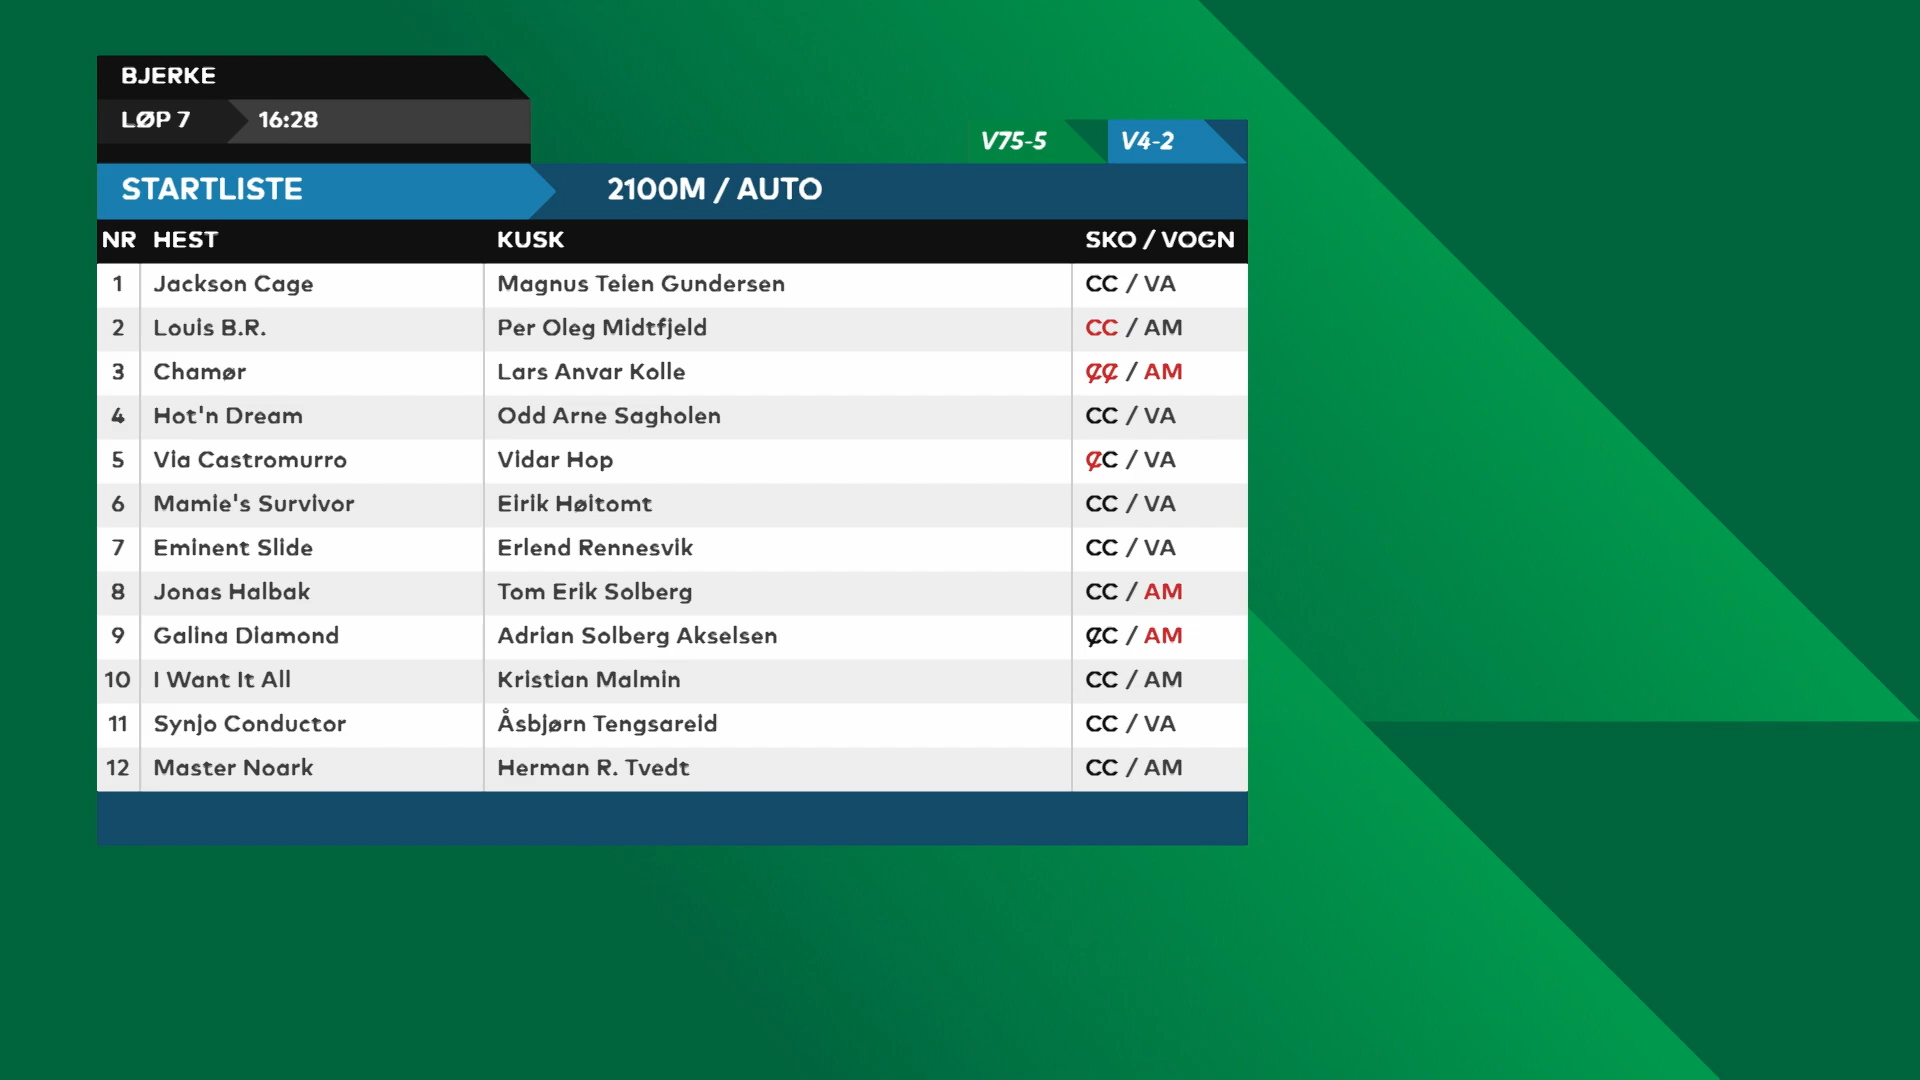 BJERKE
LØP 7 16:28
V75-5 V4-2
STARTLISTE 2100M / AUTO
NR HEST KUSK SKO / VOGN
1 Jackson Cage Magnus Teien Gundersen CC / VA
2 Louis B.R. Per Oleg Midtfjeld CC / AM
3 Chamør Lars Anvar Kolle ȻȻ / AM
4 Hot'n Dream Odd Arne Sagholen CC / VA
5 Via Castromurro Vidar Hop ȻC / VA
6 Mamie's Survivor Eirik Høitomt CC / VA
7 Eminent Slide Erlend Rennesvik CC / VA
8 Jonas Halbak Tom Erik Solberg CC / AM
9 Galina Diamond Adrian Solberg Akselsen ȻC / AM
10 I Want It All Kristian Malmin CC / AM
11 Synjo Conductor Åsbjørn Tengsareid CC / VA
12 Master Noark Herman R. Tvedt CC / AM